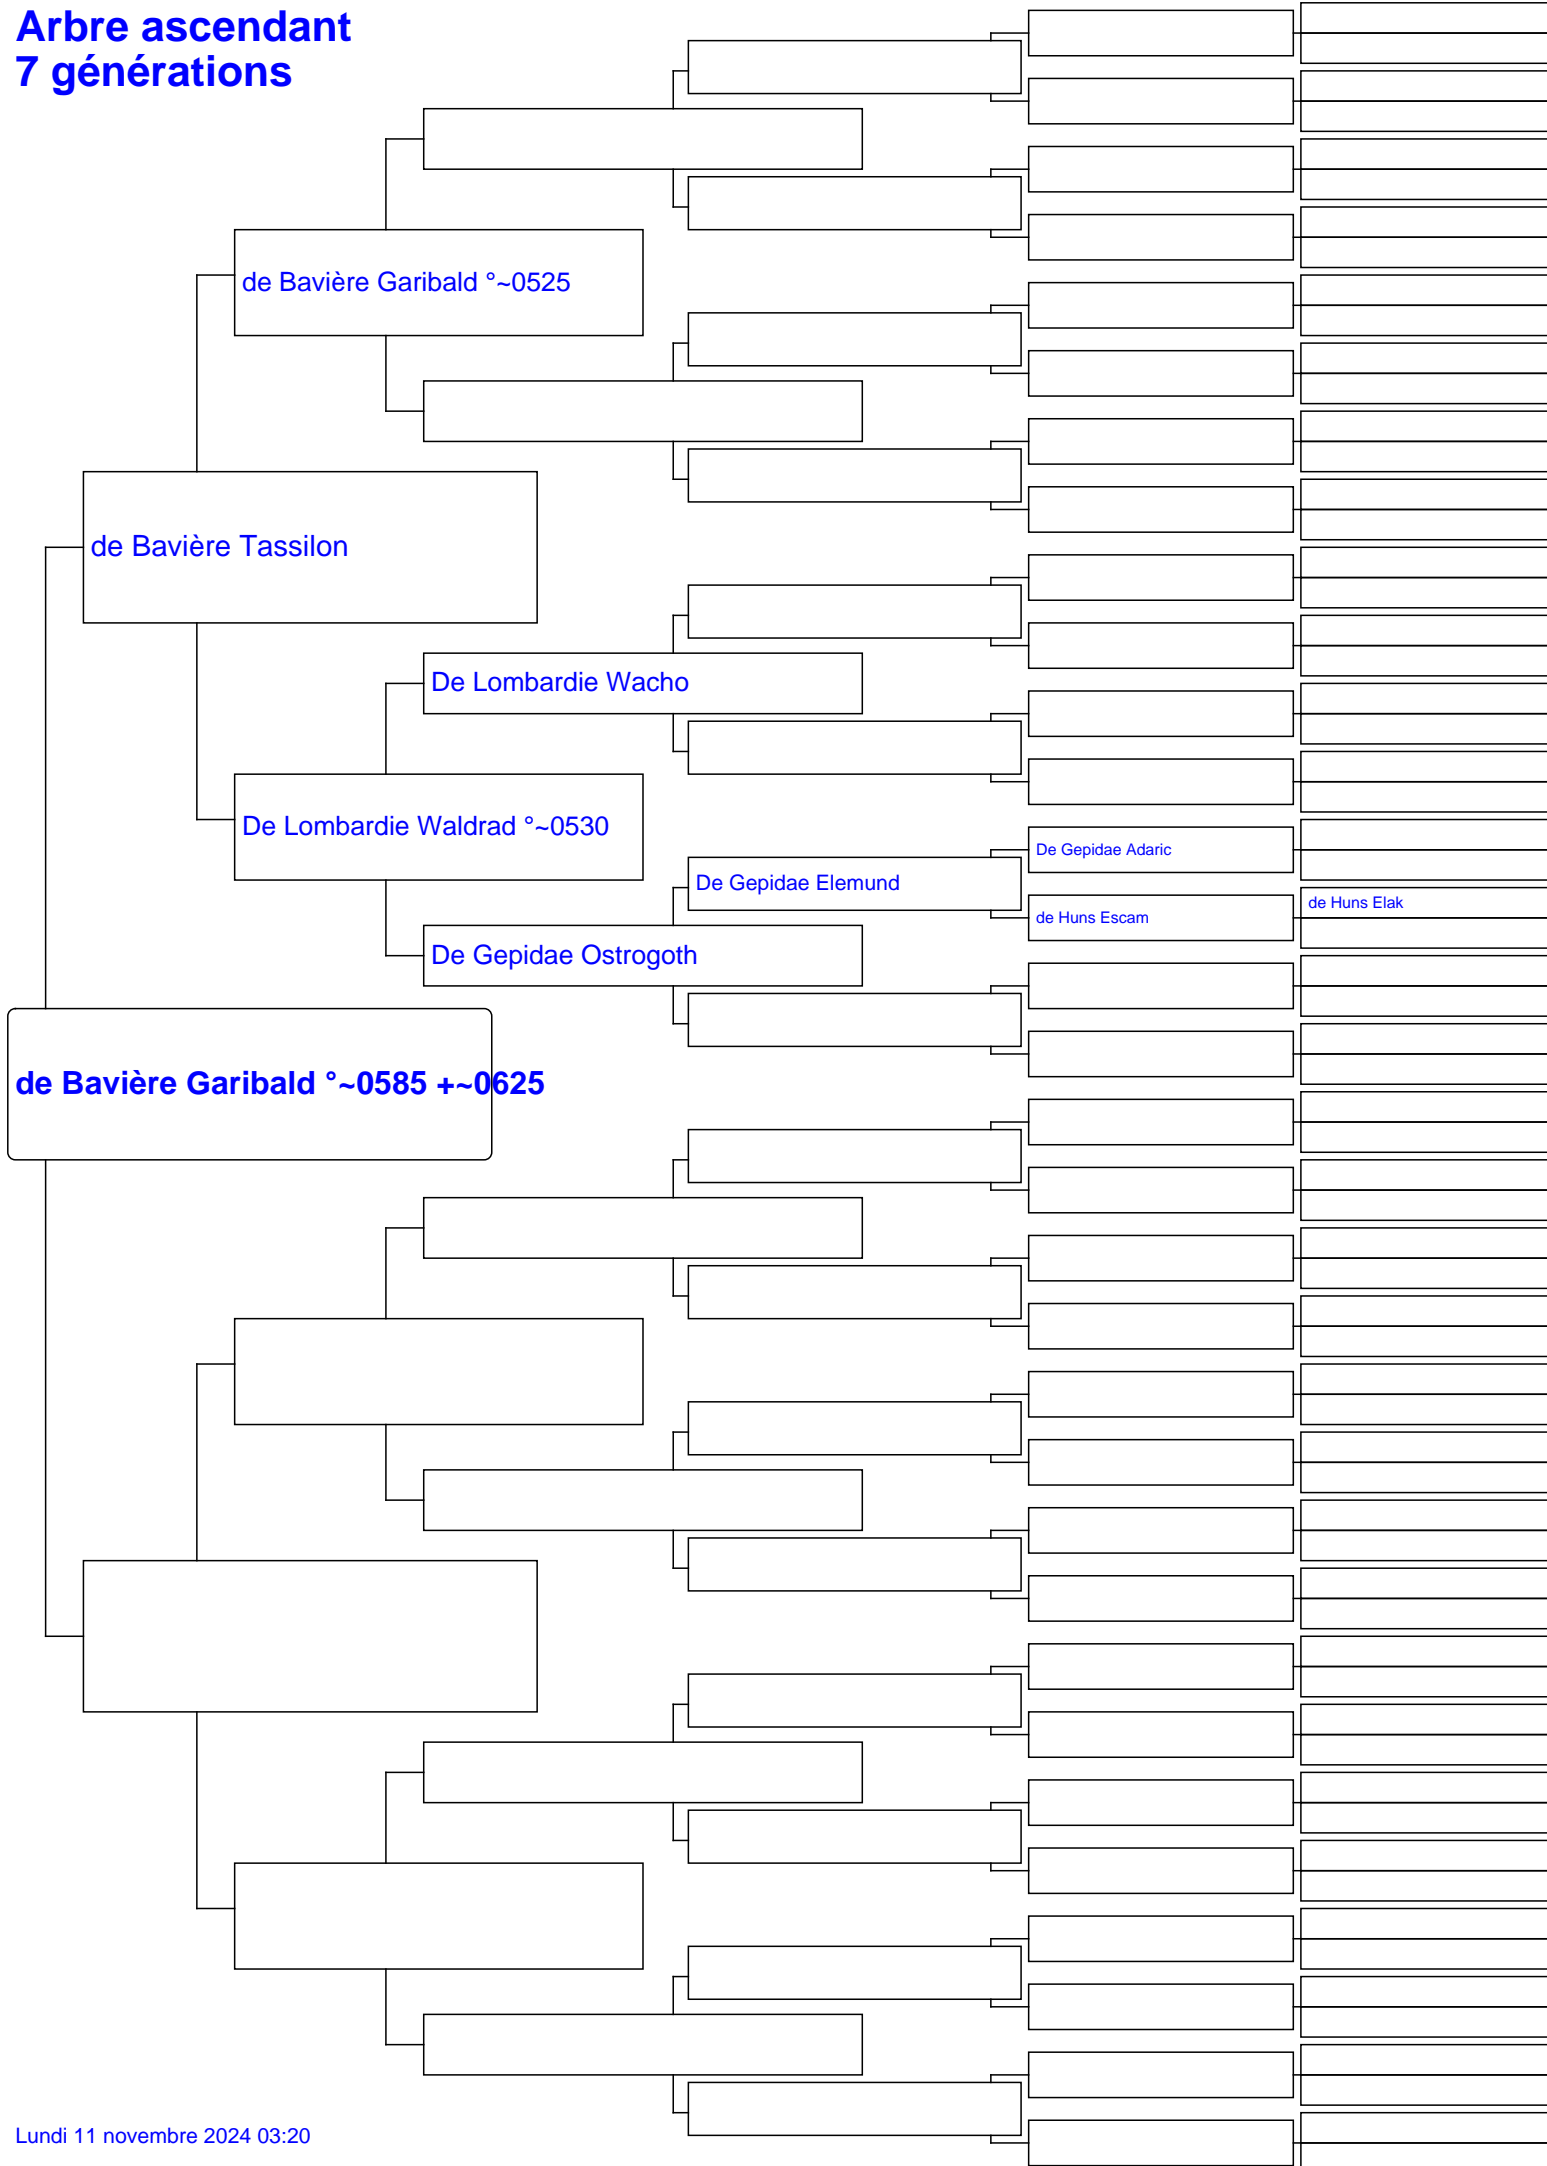 Arbre ascendant
7 générations
de Bavière Garibald °~0525
de Bavière Tassilon
De Lombardie Wacho
De Lombardie Waldrad °~0530
De Gepidae Adaric
De Gepidae Elemund
de Huns Elak
de Huns Escam
De Gepidae Ostrogoth
de Bavière Garibald °~0585 +~0625
Lundi 11 novembre 2024 03:20